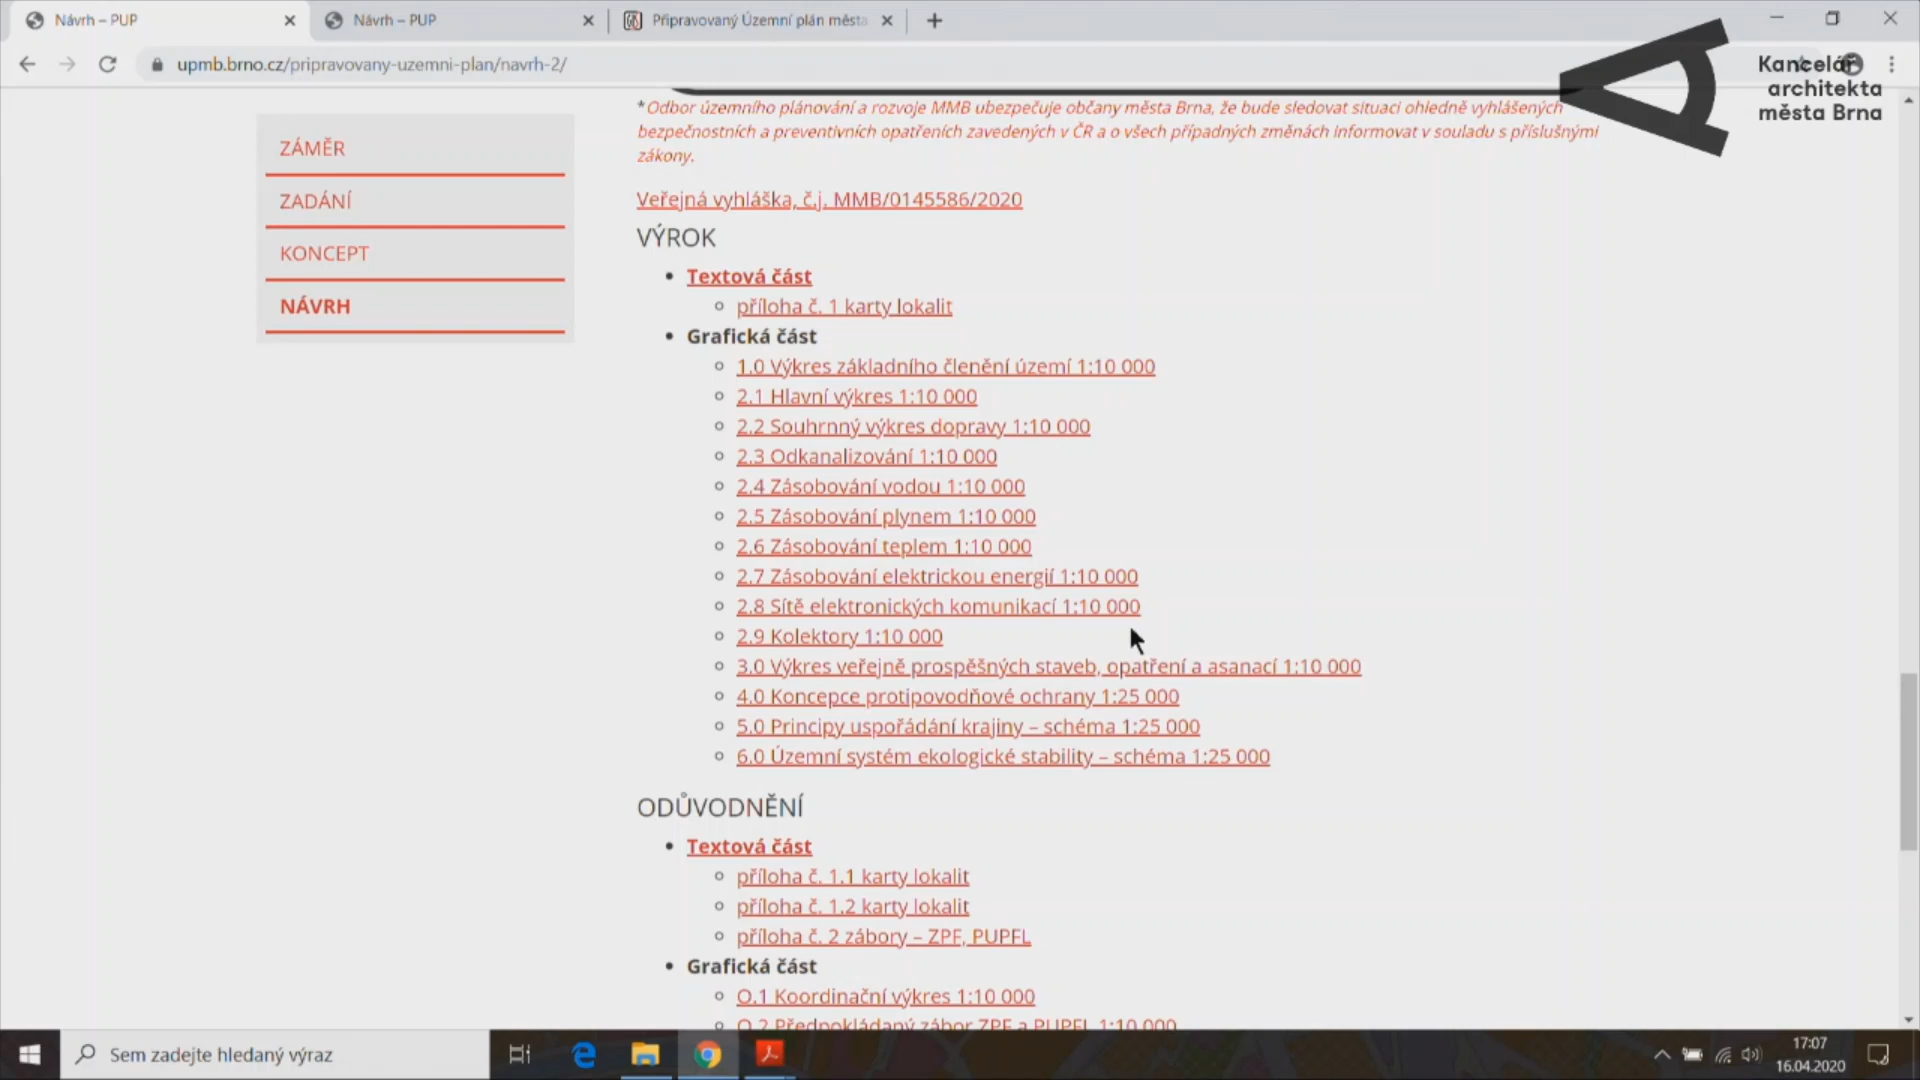 Návrh – PUP
Návrh – PUP
Připravovaný Územní plán města
upmb.brno.cz/pripravovany-uzemni-plan/navrh-2/
Kancelář
architekta
města Brna
ZÁMĚR
ZADÁNÍ
KONCEPT
NÁVRH
*Odbor územního plánování a rozvoje MMB ubezpečuje občany města Brna, že bude sledovat situaci ohledně vyhlášených
bezpečnostních a preventivních opatřeních zavedených v ČR a o všech případných změnách informovat v souladu s příslušnými
zákony.
Veřejná vyhláška, č.j. MMB/0145586/2020
VÝROK
Textová část
příloha č. 1 karty lokalit
Grafická část
1.0 Výkres základního členění území 1:10 000
2.1 Hlavní výkres 1:10 000
2.2 Souhrnný výkres dopravy 1:10 000
2.3 Odkanalizování 1:10 000
2.4 Zásobování vodou 1:10 000
2.5 Zásobování plynem 1:10 000
2.6 Zásobování teplem 1:10 000
2.7 Zásobování elektrickou energií 1:10 000
2.8 Sítě elektronických komunikací 1:10 000
2.9 Kolektory 1:10 000
3.0 Výkres veřejně prospěšných staveb, opatření a asanací 1:10 000
4.0 Koncepce protipovodňové ochrany 1:25 000
5.0 Principy uspořádání krajiny – schéma 1:25 000
6.0 Územní systém ekologické stability – schéma 1:25 000
ODŮVODNĚNÍ
Textová část
příloha č. 1.1 karty lokalit
příloha č. 1.2 karty lokalit
příloha č. 2 zábory – ZPF, PUPFL
Grafická část
O.1 Koordinační výkres 1:10 000
O.2 Předpokládaný zábor ZPF a PUPFL 1:10 000
Sem zadejte hledaný výraz
17:07
16.04.2020